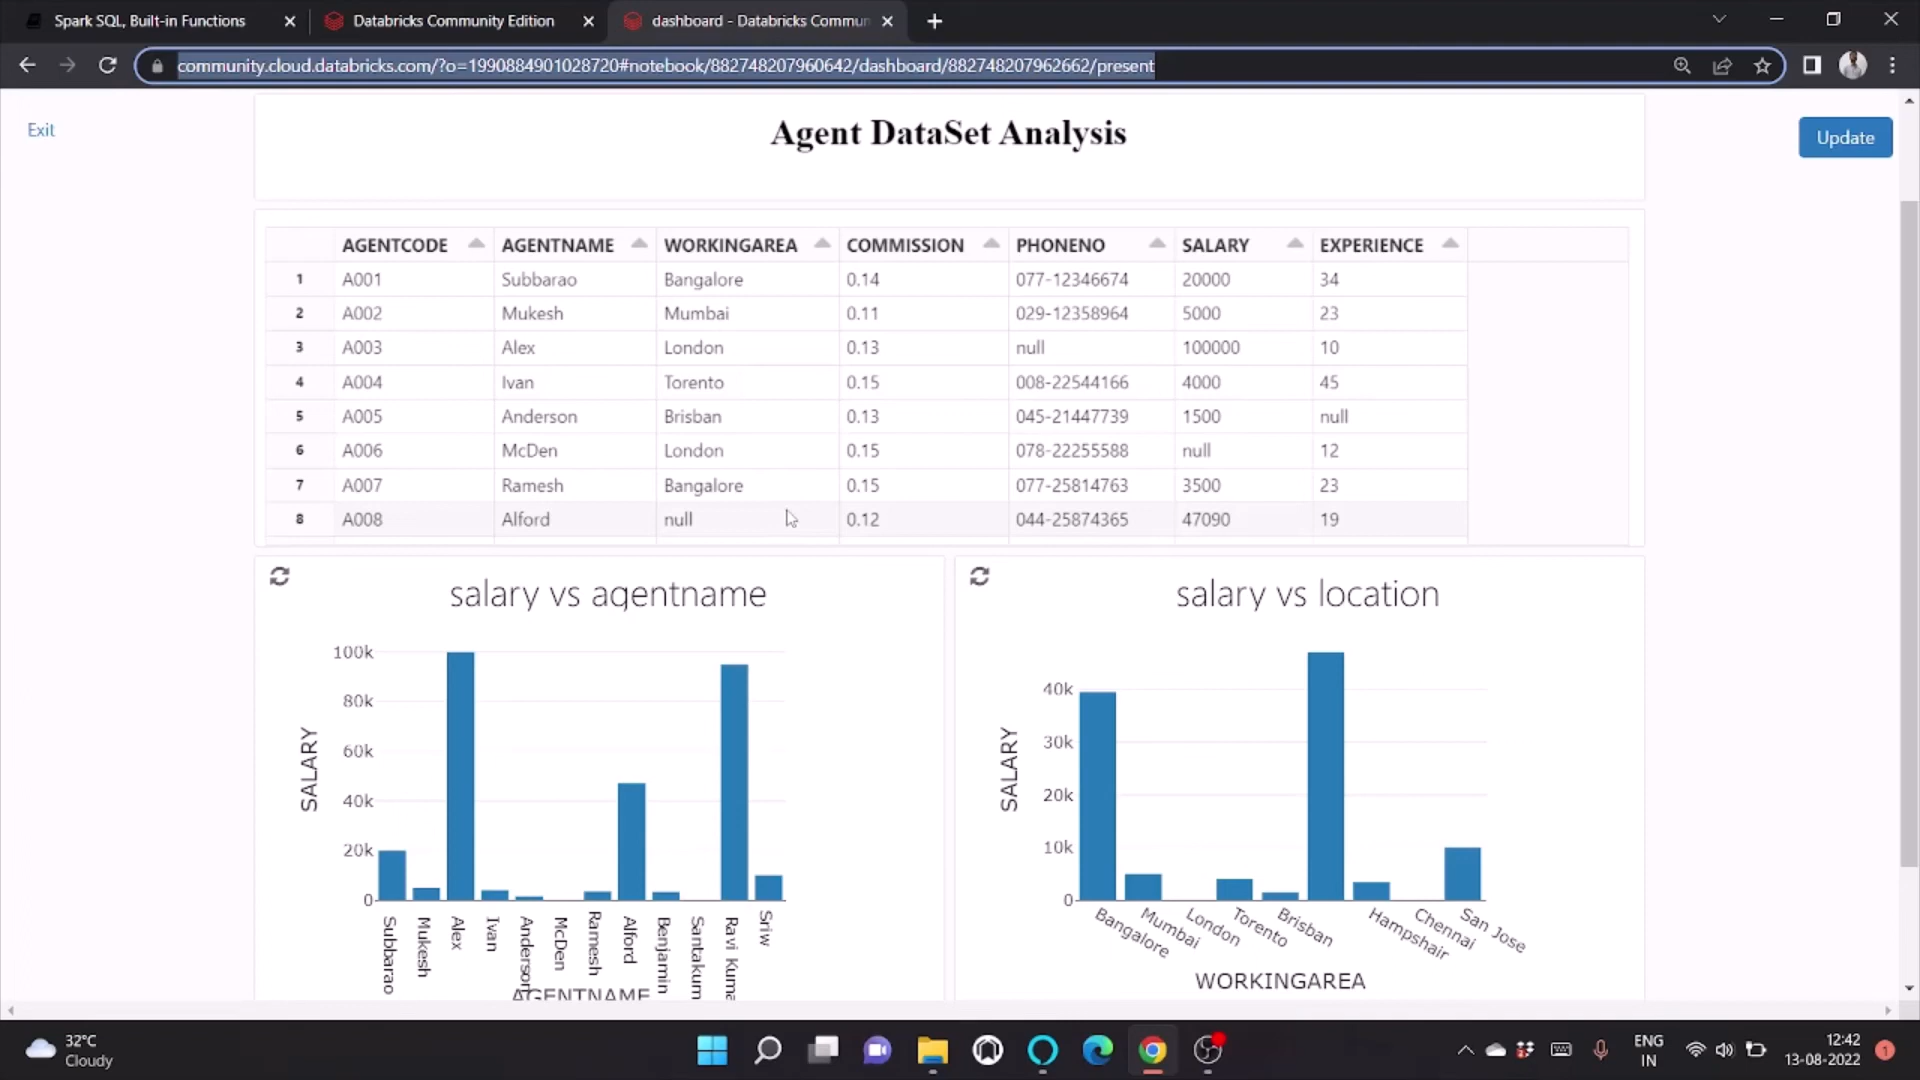 Spark SQL, Built-in Functions
Databricks Community Edition
dashboard - Databricks Commun
community.cloud.databricks.com/?o=1990884901028720#notebook/882748207960642/dashboard/882748207962662/present
Exit
Agent DataSet Analysis
Update
AGENTCODE AGENTNAME WORKINGAREA COMMISSION PHONENO SALARY EXPERIENCE
1 A001 Subbarao Bangalore 0.14 077-12346674 20000 34
2 A002 Mukesh Mumbai 0.11 029-12358964 5000 23
3 A003 Alex London 0.13 null 100000 10
4 A004 Ivan Torento 0.15 008-22544166 4000 45
5 A005 Anderson Brisban 0.13 045-21447739 1500 null
6 A006 McDen London 0.15 078-22255588 null 12
7 A007 Ramesh Bangalore 0.15 077-25814763 3500 23
8 A008 Alford null 0.12 044-25874365 47090 19
salary vs agentname
100k
80k
60k
40k
20k
0
SALARY
Subbarao
Mukesh
Alex
Ivan
Anderson
McDen
Ramesh
Alford
Benjamin
Santakum
Ravi Kuma
Sriw
AGENTNAME
salary vs location
40k
30k
20k
10k
0
SALARY
Bangalore
Mumbai
London
Torento
Brisban
Hampshair
Chennai
San Jose
WORKINGAREA
32°C
Cloudy
ENG
IN
12:42
13-08-2022
1